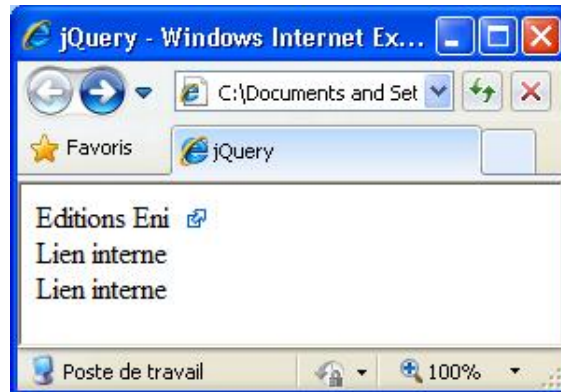 jQuery - Windows Internet Ex...
C:\Documents and Set
Favoris
jQuery
Editions Eni
Lien interne
Lien interne
Poste de travail
100%